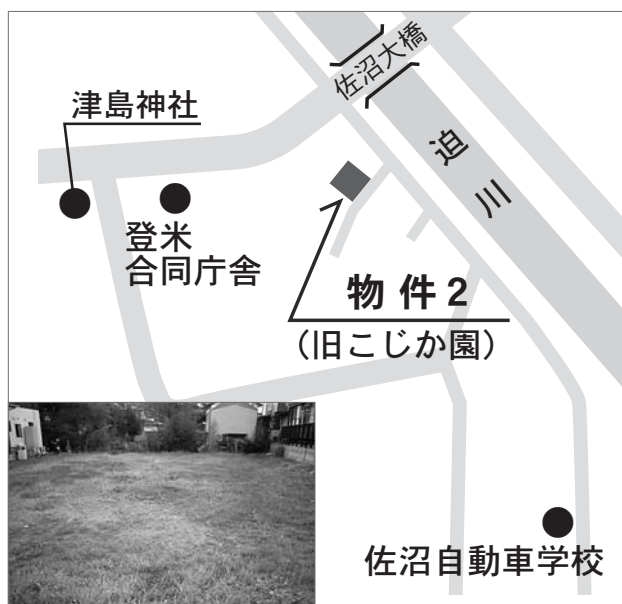 佐沼大橋
津島神社
迫川
登米
合同庁舎
物件2
（旧こじか園）
佐沼自動車学校